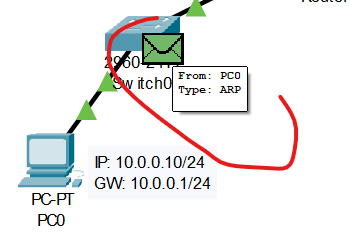 Router
2960-24TT
Switch0
From: PC0
Type: ARP
IP: 10.0.0.10/24
GW: 10.0.0.1/24
PC-PT
PC0